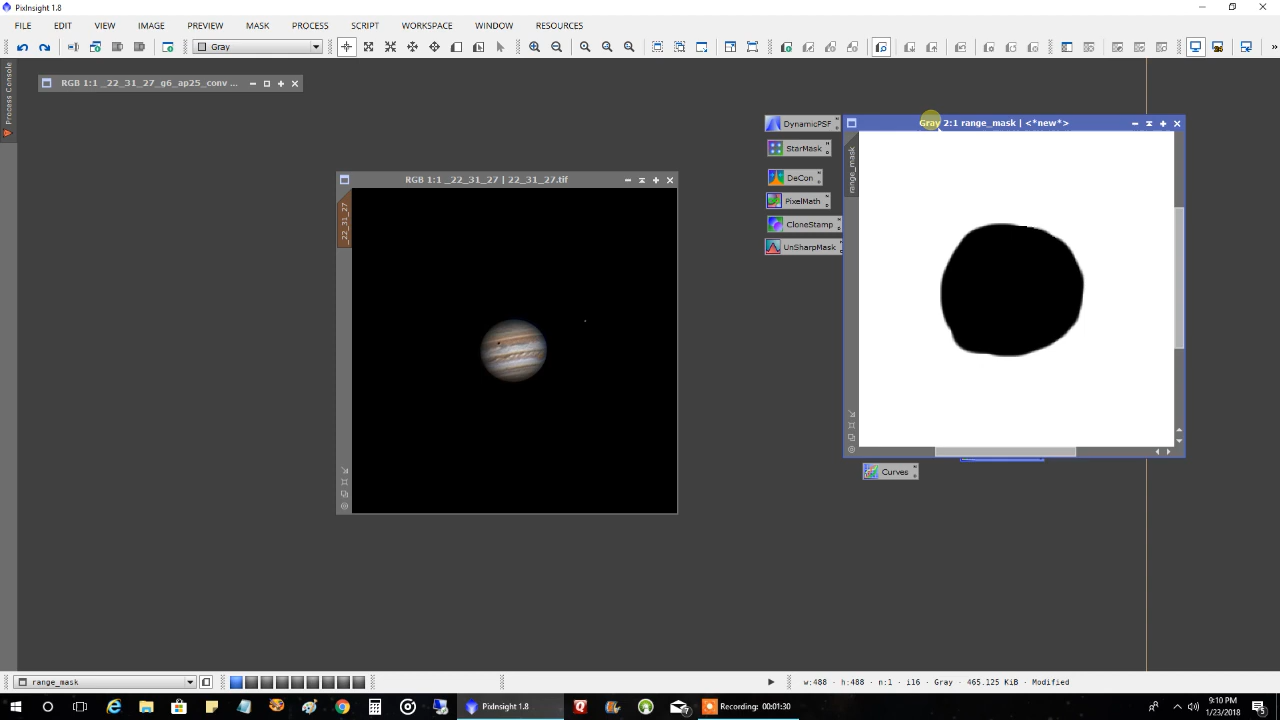 PixInsight 1.8
FILE EDIT VIEW IMAGE PREVIEW MASK PROCESS SCRIPT WORKSPACE WINDOW RESOURCES
Gray
RGB 1:1 _22_31_27_g6_ap25_conv ...
Process Console
DynamicPSF
StarMask
DeCon
PixelMath
CloneStamp
UnSharpMask
Gray 2:1 range_mask | <*new*>
range_mask
RGB 1:1 _22_31_27 | 22_31_27.tif
_22_31_27
Curves
range_mask
w:488 · h:488 · n:1 · i16 · Gray · 465.125 KiB · Modified
PixInsight 1.8
Recording: 00:01:30
9:10 PM
1/23/2018